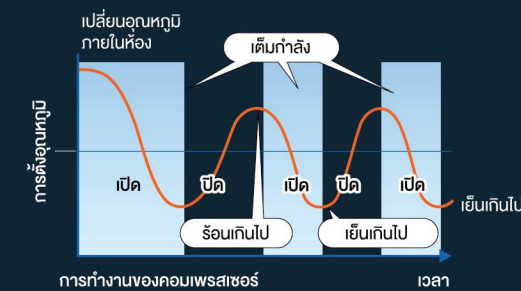 เปลี่ยนอุณหภูมิ
ภายในห้อง
เต็มกำลัง
การตั้งอุณหภูมิ
เปิด
ปิด
เปิด
ปิด
เปิด
เย็นเกินไป
ร้อนเกินไป
เย็นเกินไป
การทำงานของคอมเพรสเซอร์
เวลา